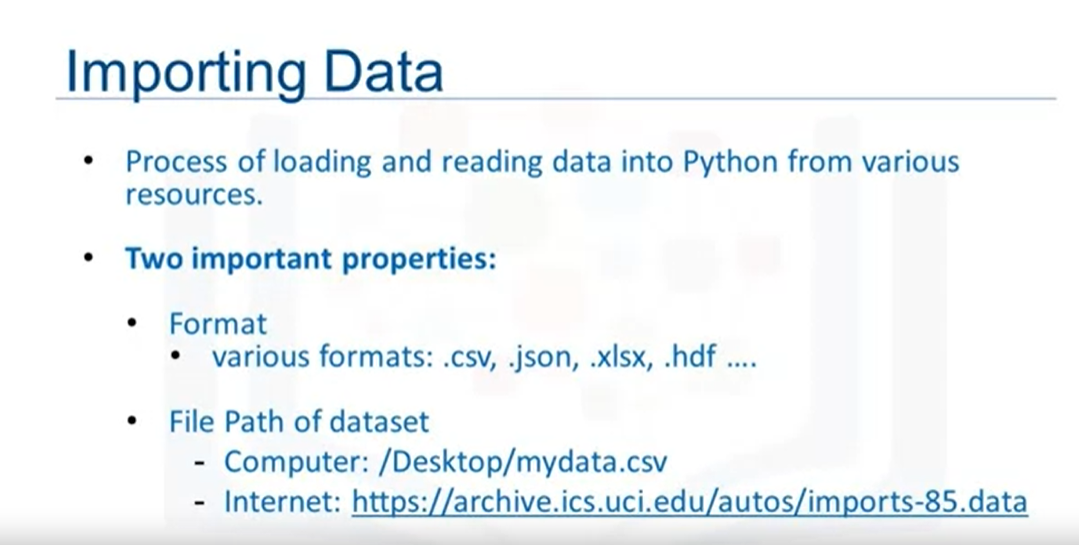 Importing Data
• Process of loading and reading data into Python from various
resources.
• Two important properties:
• Format
• various formats: .csv, .json, .xlsx, .hdf ....
• File Path of dataset
- Computer: /Desktop/mydata.csv
- Internet: https://archive.ics.uci.edu/autos/imports-85.data